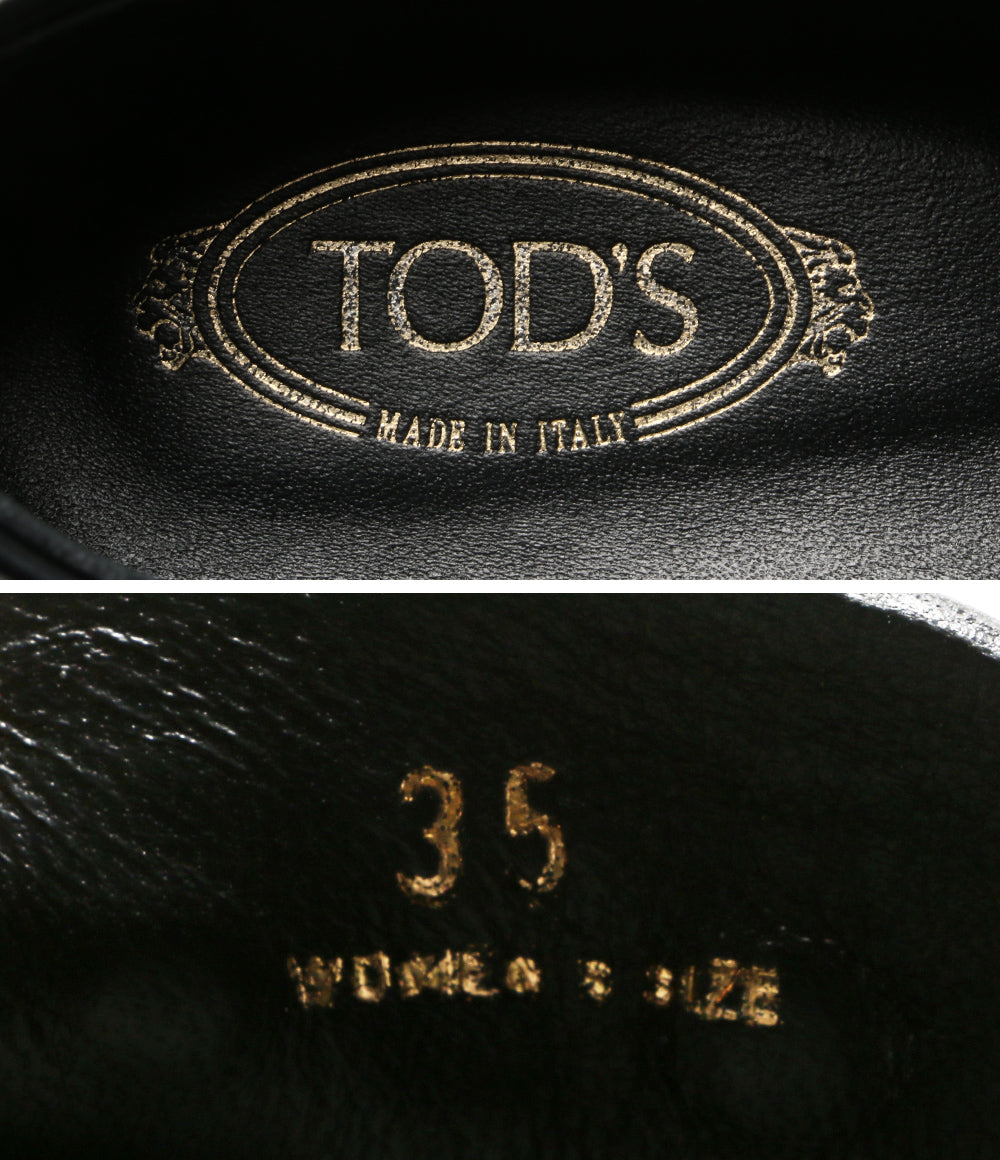 TOD'S
MADE IN ITALY
35
WOMEN S SIZE